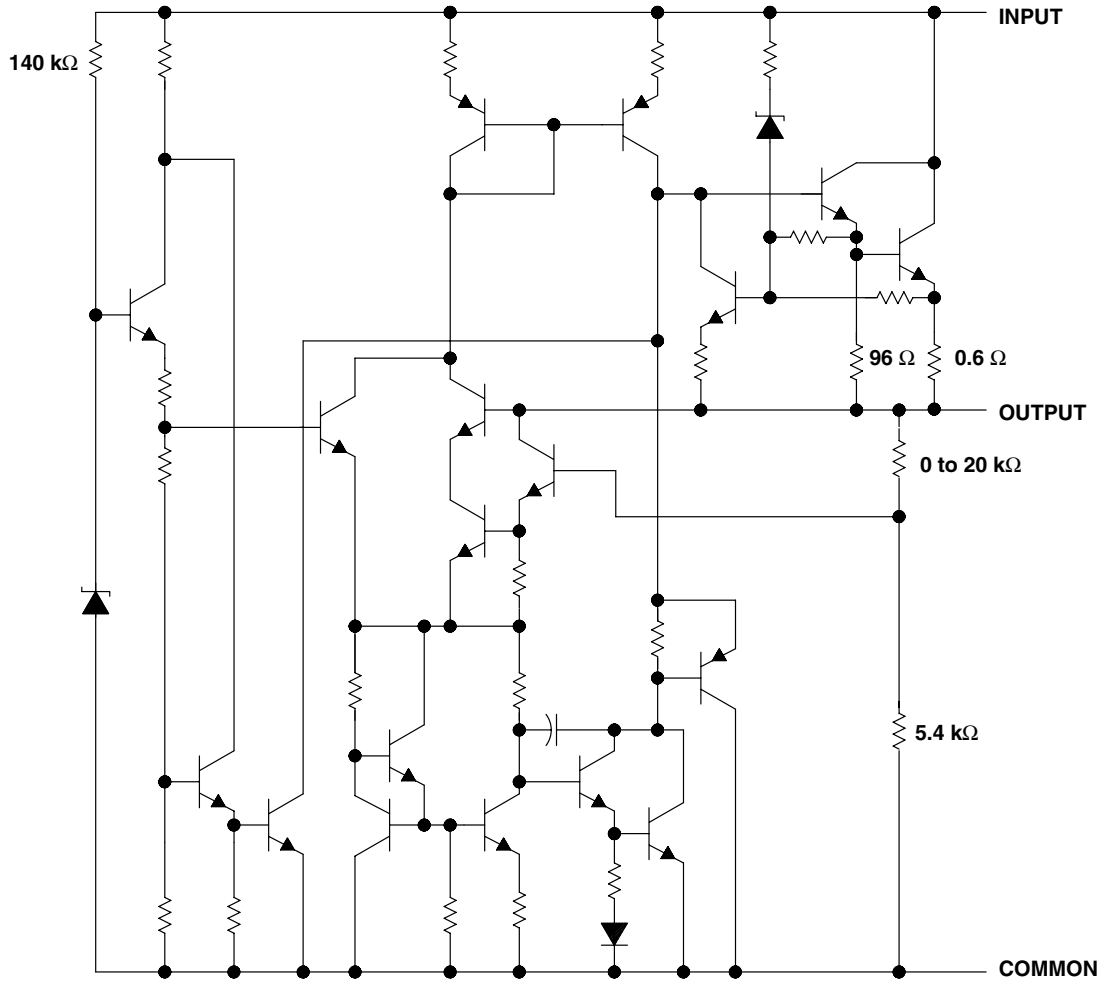 INPUT
140 kΩ
96 Ω
0.6 Ω
OUTPUT
0 to 20 kΩ
5.4 kΩ
COMMON